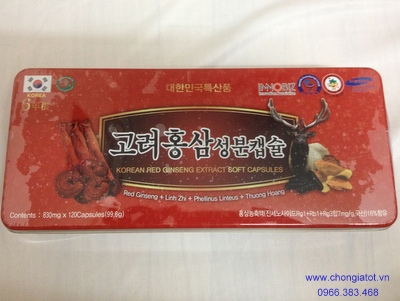 KOREA
6년근
대한민국특산품
INNOBIZ
고려홍삼성분캡슐
KOREAN RED GINSENG EXTRACT SOFT CAPSULES
Red Ginseng + Linh Zhi + Phellinus Linteus + Thuong Hoang
Contents : 830mg x 120Capsules(99,6g)
www.chongiatot.vn
0966.383.468